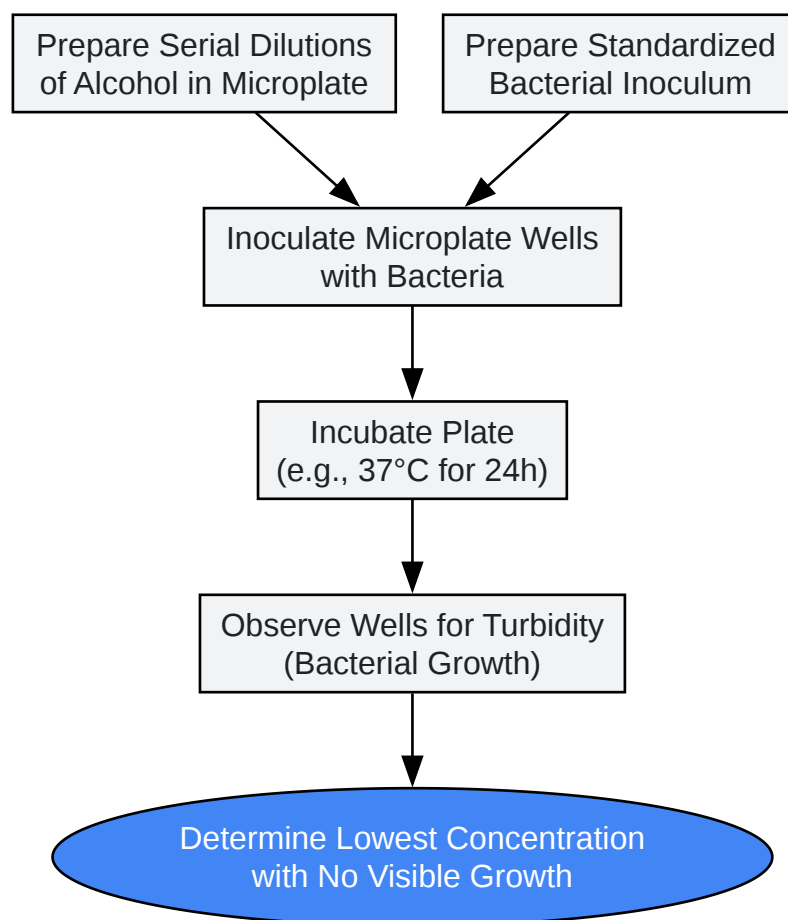 Prepare Serial Dilutions
of Alcohol in Microplate
Prepare Standardized
Bacterial Inoculum
Inoculate Microplate Wells
with Bacteria
Incubate Plate
(e.g., 37°C for 24h)
Observe Wells for Turbidity
(Bacterial Growth)
Determine Lowest Concentration
with No Visible Growth